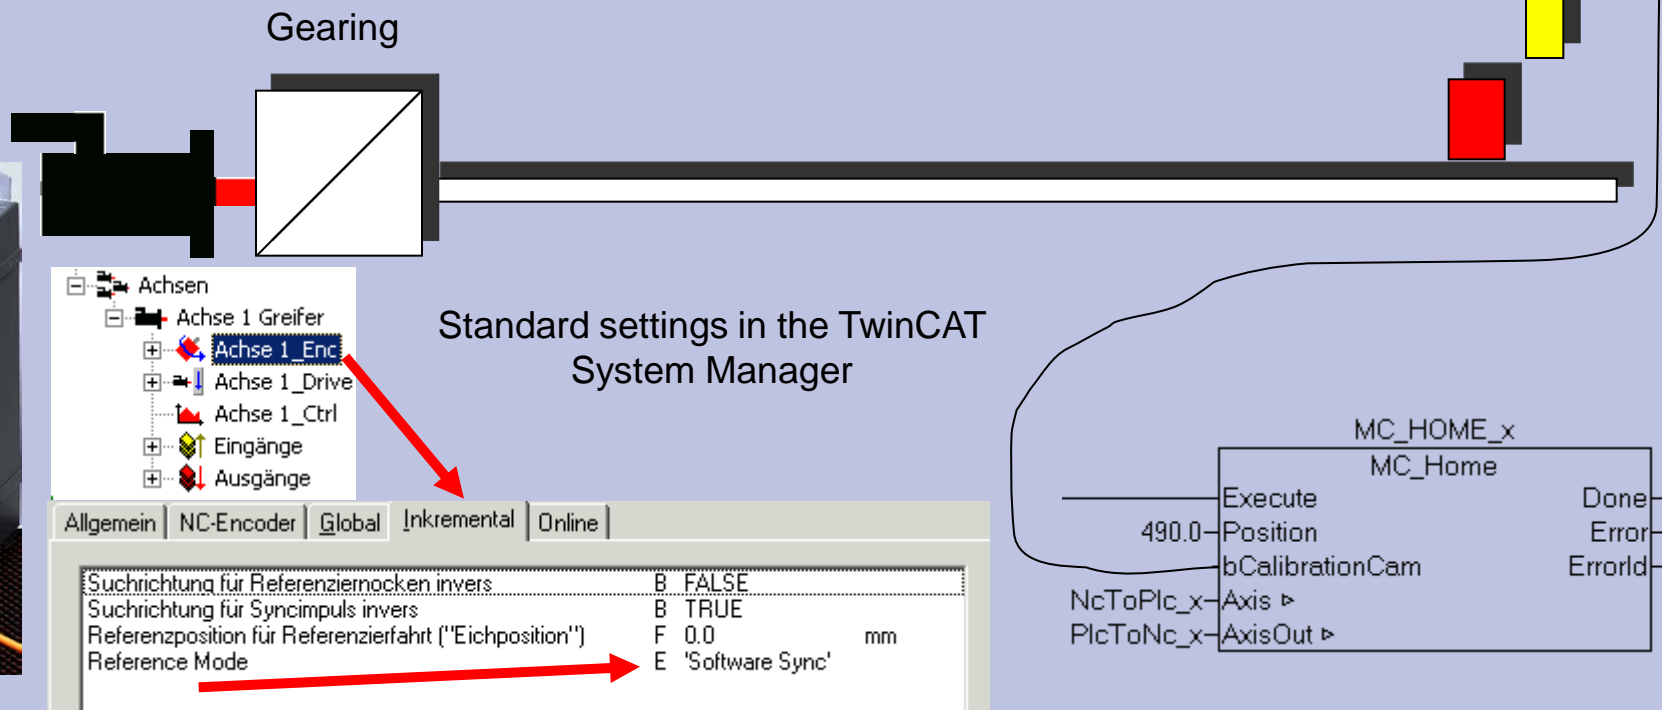 Gearing
Achsen
Achse 1 Greifer
Achse 1_Enc
Achse 1_Drive
Achse 1_Ctrl
Eingänge
Ausgänge
Standard settings in the TwinCAT
System Manager
Allgemein NC-Encoder Global Inkremental Online
Suchrichtung für Referenziernocken invers B FALSE
Suchrichtung für Syncimpuls invers B TRUE
Referenzposition für Referenzierfahrt ("Eichposition") F 0.0 mm
Reference Mode E 'Software Sync'
MC_HOME_x
MC_Home
Execute Done
490.0 Position Error
bCalibrationCam ErrorId
NcToPlc_x Axis
PlcToNc_x AxisOut